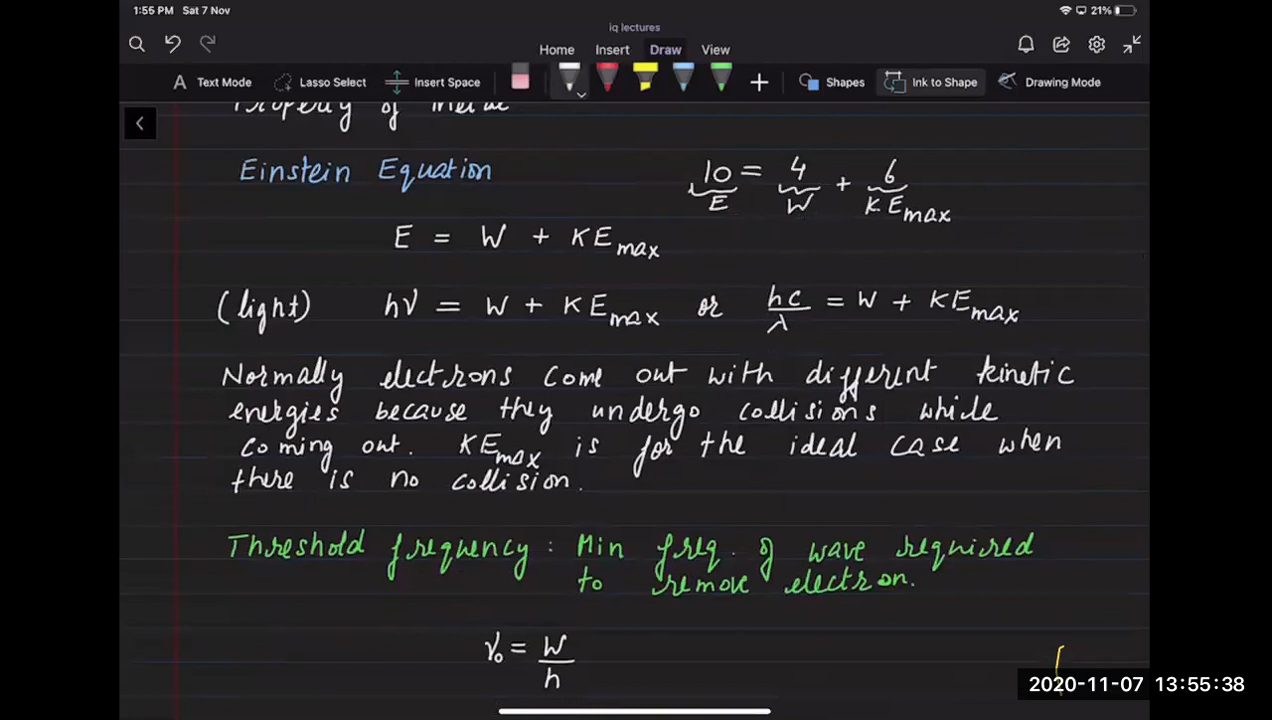 1:55 PM Sat 7 Nov
21%
iq lectures
Home Insert Draw View
Text Mode Lasso Select Insert Space Shapes Ink to Shape Drawing Mode
Property of metal
Einstein Equation
10 = 4 + 6
E W KEmax
E = W + KEmax
(light) hν = W + KEmax or hc/λ = W + KEmax
Normally electrons come out with different kinetic
energies because they undergo collisions while
coming out. KEmax is for the ideal case when
there is no collision.
Threshold frequency : Min freq. of wave required
to remove electron.
ν₀ = W/h
2020-11-07 13:55:38